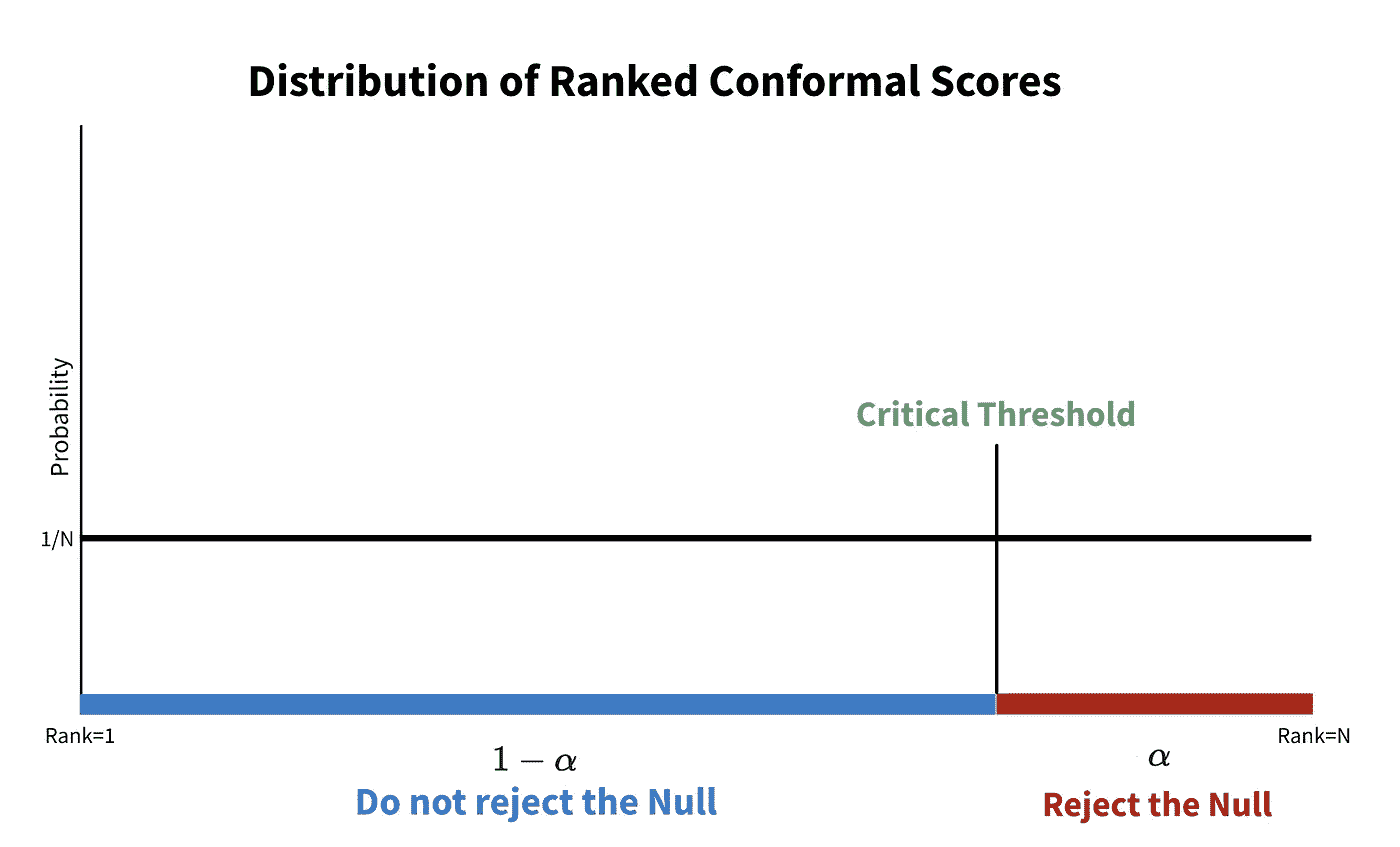 Distribution of Ranked Conformal Scores
Probability
Critical Threshold
1/N
Rank=1
Rank=N
1 − α
α
Do not reject the Null
Reject the Null